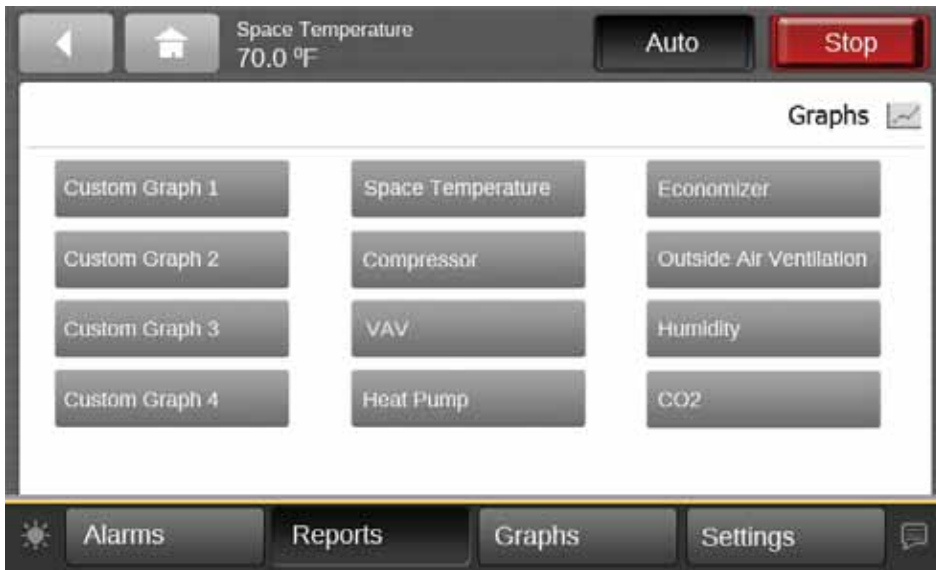 Space Temperature
70.0 ºF
Auto
Stop
Graphs
Custom Graph 1
Space Temperature
Economizer
Custom Graph 2
Compressor
Outside Air Ventilation
Custom Graph 3
VAV
Humidity
Custom Graph 4
Heat Pump
CO2
Alarms
Reports
Graphs
Settings